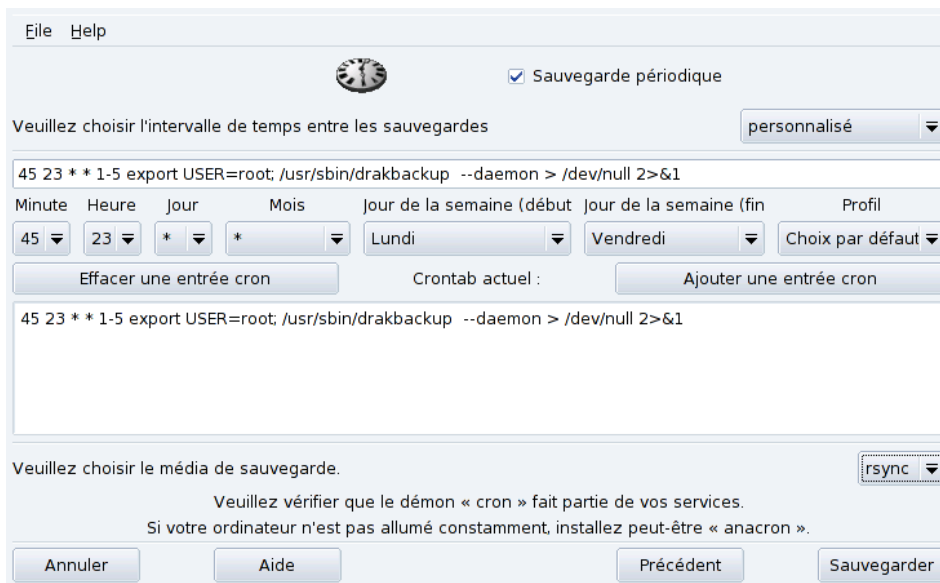 File Help
Sauvegarde périodique
Veuillez choisir l'intervalle de temps entre les sauvegardes personnalisé
45 23 * * 1-5 export USER=root; /usr/sbin/drakbackup --daemon > /dev/null 2>&1
Minute Heure Jour Mois Jour de la semaine (début Jour de la semaine (fin Profil
45 23 * * Lundi Vendredi Choix par défaut
Effacer une entrée cron Crontab actuel : Ajouter une entrée cron
45 23 * * 1-5 export USER=root; /usr/sbin/drakbackup --daemon > /dev/null 2>&1
Veuillez choisir le média de sauvegarde. rsync
Veuillez vérifier que le démon « cron » fait partie de vos services.
Si votre ordinateur n'est pas allumé constamment, installez peut-être « anacron ».
Annuler Aide Précédent Sauvegarder